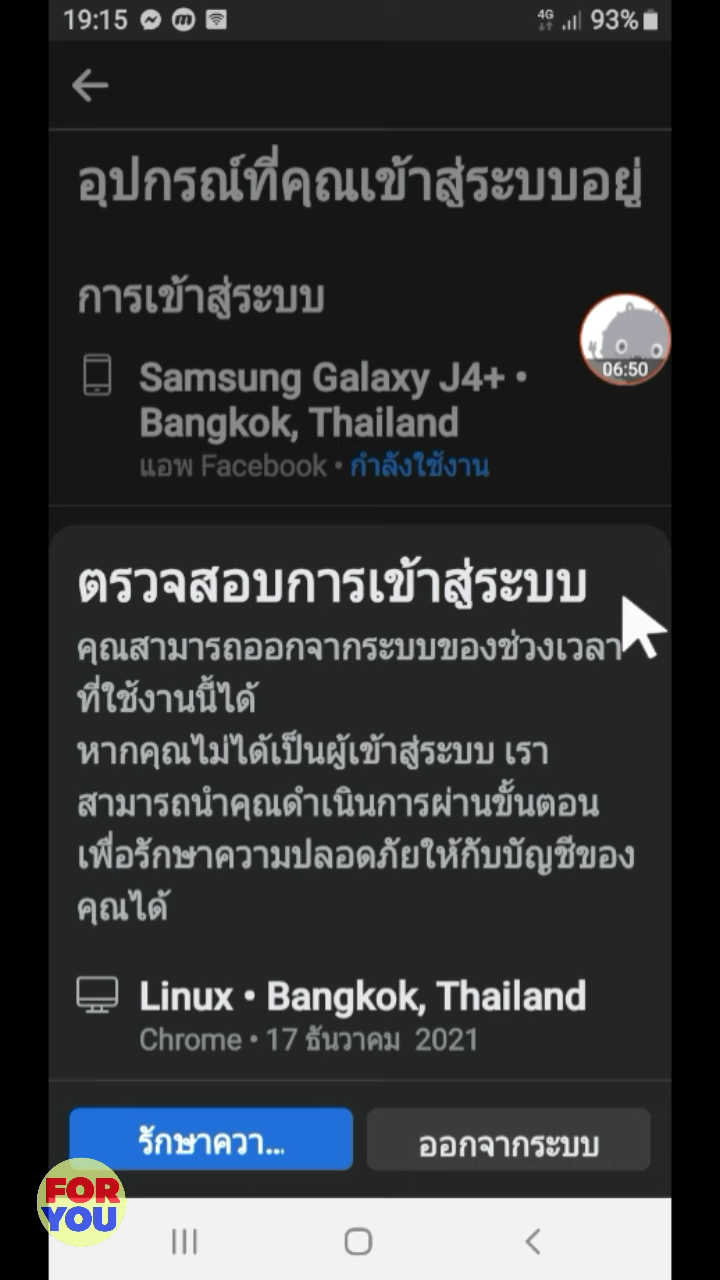 19:15
4G
93%
อุปกรณ์ที่คุณเข้าสู่ระบบอยู่
การเข้าสู่ระบบ
Samsung Galaxy J4+ •
Bangkok, Thailand
แอพ Facebook • กำลังใช้งาน
06:50
ตรวจสอบการเข้าสู่ระบบ
คุณสามารถออกจากระบบของช่วงเวลา
ที่ใช้งานนี้ได้
หากคุณไม่ได้เป็นผู้เข้าสู่ระบบ เรา
สามารถนำคุณดำเนินการผ่านขั้นตอน
เพื่อรักษาความปลอดภัยให้กับบัญชีของ
คุณได้
Linux • Bangkok, Thailand
Chrome • 17 ธันวาคม 2021
รักษาควา...
ออกจากระบบ
FOR
YOU